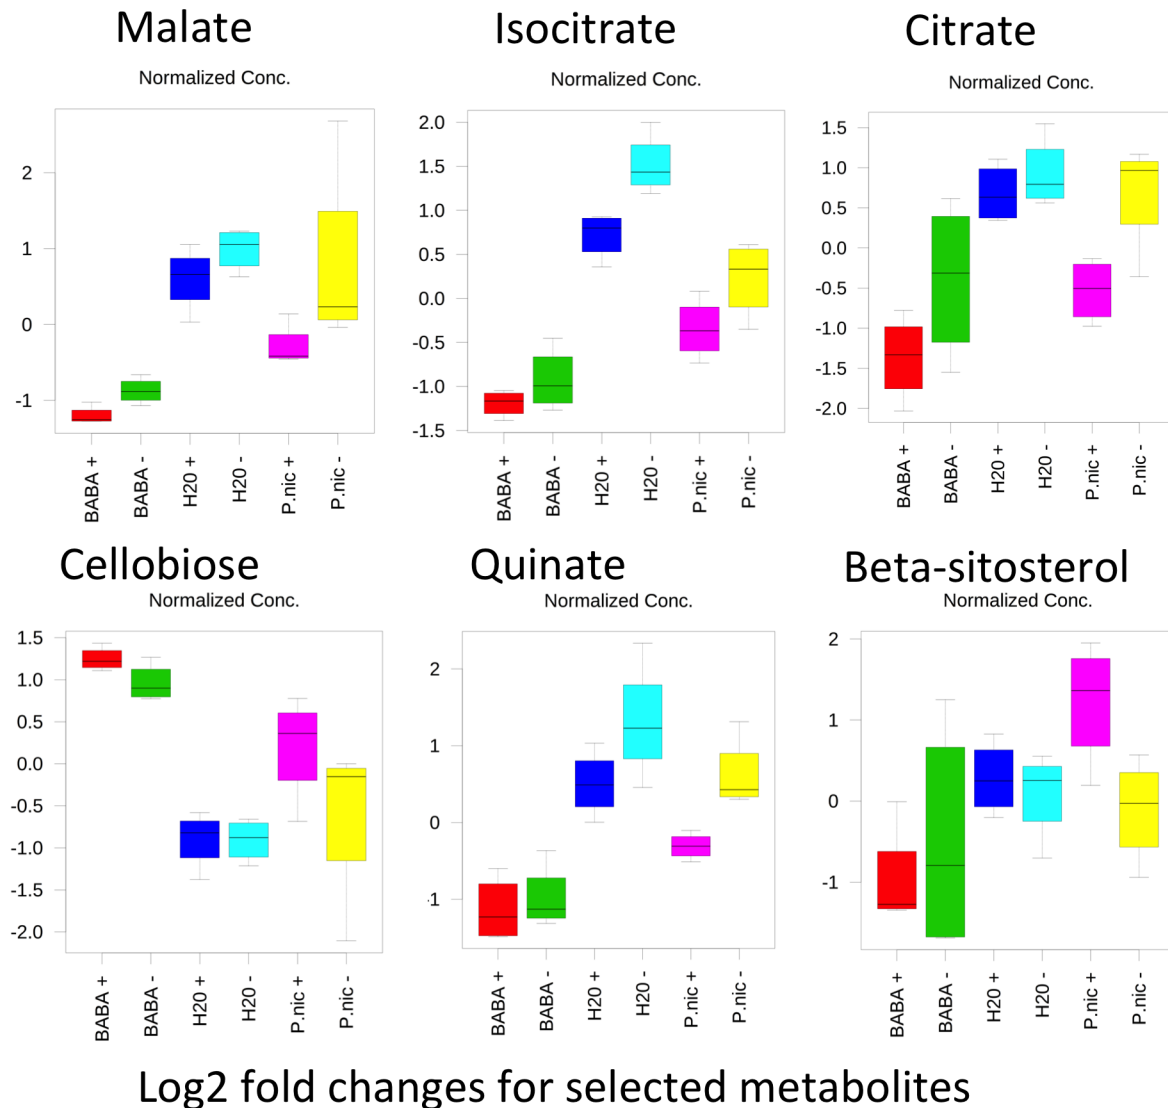 Malate
Normalized Conc.
2
1
0
-1
BABA +
BABA -
H20 +
H20 -
P.nic +
P.nic -
Isocitrate
Normalized Conc.
2.0
1.5
1.0
0.5
0.0
-0.5
-1.0
-1.5
BABA +
BABA -
H20 +
H20 -
P.nic +
P.nic -
Citrate
Normalized Conc.
1.5
1.0
0.5
0.0
-0.5
-1.0
-1.5
-2.0
BABA +
BABA -
H20 +
H20 -
P.nic +
P.nic -
Cellobiose
Normalized Conc.
1.5
1.0
0.5
0.0
-0.5
-1.0
-1.5
-2.0
BABA +
BABA -
H20 +
H20 -
P.nic +
P.nic -
Quinate
Normalized Conc.
2
1
0
-1
BABA +
BABA -
H20 +
H20 -
P.nic +
P.nic -
Beta-sitosterol
Normalized Conc.
2
1
0
-1
BABA +
BABA -
H20 +
H20 -
P.nic +
P.nic -
Log2 fold changes for selected metabolites